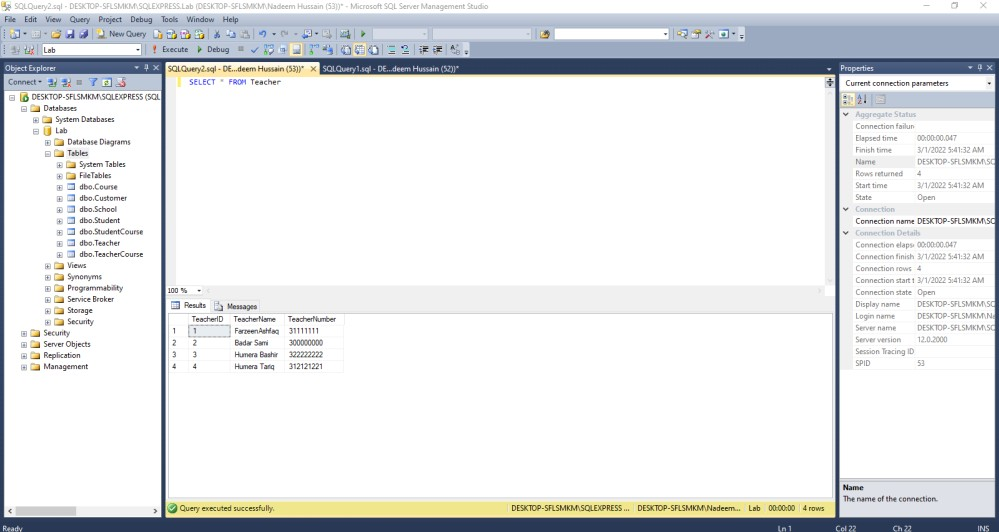 SQLQuery2.sql - DESKTOP-SFLSMKM\SQLEXPRESS.Lab (DESKTOP-SFLSMKM\Nadeem Hussain (53))* - Microsoft SQL Server Management Studio
File Edit View Query Project Debug Tools Window Help
New Query
Lab Execute Debug
Object Explorer
Connect
DESKTOP-SFLSMKM\SQLEXPRESS (SQL
Databases
System Databases
Lab
Database Diagrams
Tables
System Tables
FileTables
dbo.Course
dbo.Customer
dbo.School
dbo.Student
dbo.StudentCourse
dbo.Teacher
dbo.TeacherCourse
Views
Synonyms
Programmability
Service Broker
Storage
Security
Security
Server Objects
Replication
Management
SQLQuery2.sql - DE...deem Hussain (53))* SQLQuery1.sql - DE...deem Hussain (52))*
SELECT * FROM Teacher
100 %
Results Messages
TeacherID TeacherName TeacherNumber
1 1 FarzeenAshfaq 31111111
2 2 Badar Sami 300000000
3 3 Humera Bashir 322222222
4 4 Humera Tariq 312121221
Query executed successfully. DESKTOP-SFLSMKM\SQLEXPRESS ... DESKTOP-SFLSMKM\Nadeem... Lab 00:00:00 4 rows
Properties
Current connection parameters
Aggregate Status
Connection failure
Elapsed time 00:00:00.047
Finish time 3/1/2022 5:41:32 AM
Name DESKTOP-SFLSMKM\SC
Rows returned 4
Start time 3/1/2022 5:41:32 AM
State Open
Connection
Connection name DESKTOP-SFLSMKM\SC
Connection Details
Connection elaps 00:00:00.047
Connection finish 3/1/2022 5:41:32 AM
Connection rows 4
Connection start t 3/1/2022 5:41:32 AM
Connection state Open
Display name DESKTOP-SFLSMKM\SC
Login name DESKTOP-SFLSMKM\Na
Server name DESKTOP-SFLSMKM\SC
Server version 12.0.2000
Session Tracing ID
SPID 53
Name
The name of the connection.
Ready Ln 1 Col 22 Ch 22 INS